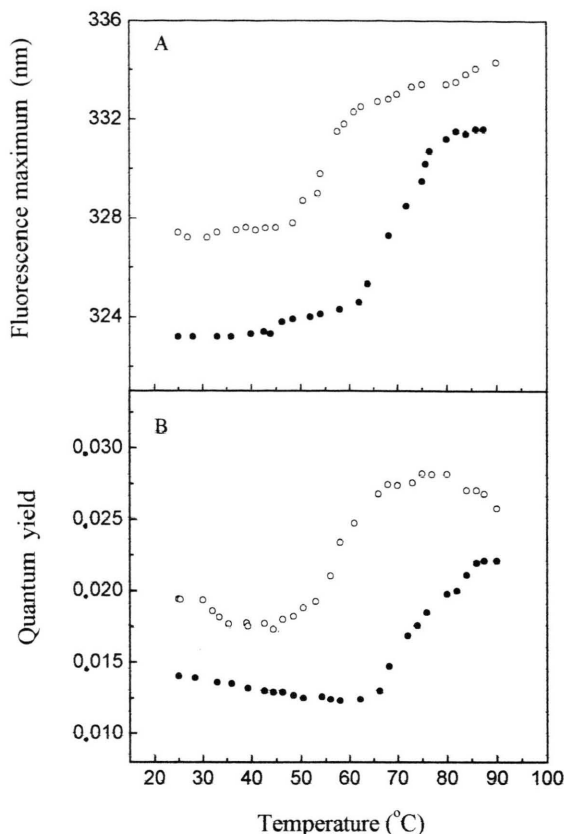 336
A
332
328
324
Fluorescence maximum (nm)
B
0.030
0.025
0.020
0.015
0.010
Quantum yield
20 30 40 50 60 70 80 90 100
Temperature (°C)